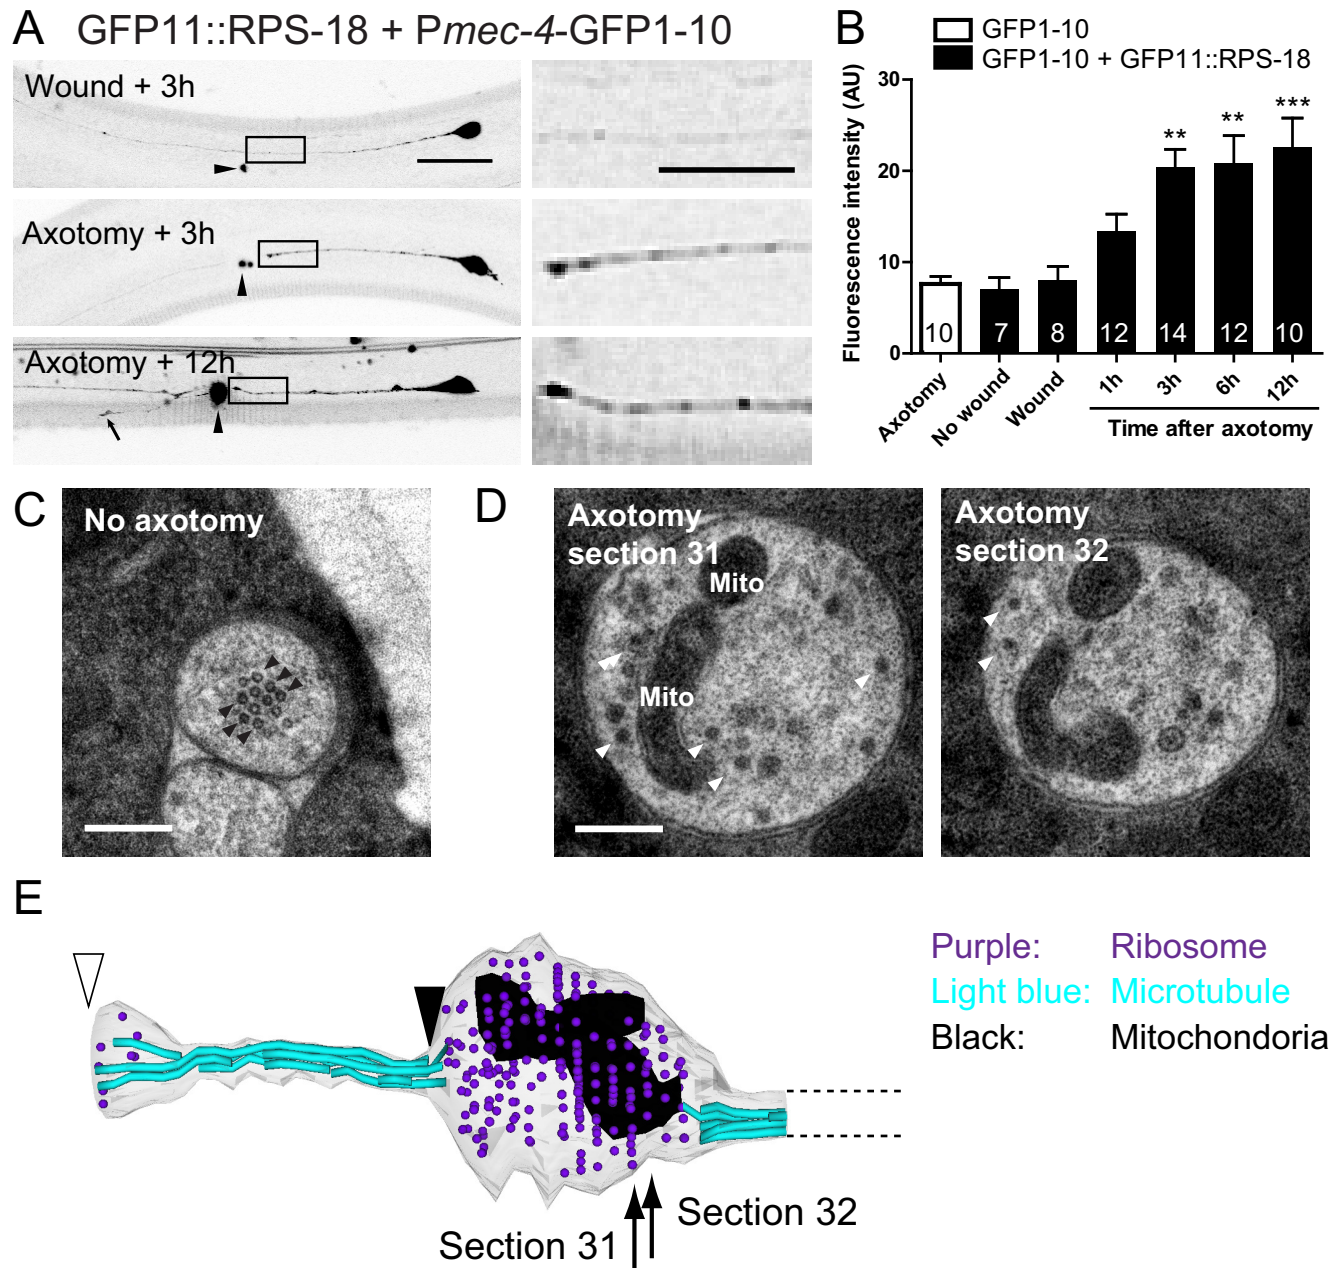 A GFP11::RPS-18 + Pmec-4-GFP1-10
Wound + 3h
Axotomy + 3h
Axotomy + 12h
B
GFP1-10
GFP1-10 + GFP11::RPS-18
Fluorescence intensity (AU)
30
20
10
0
** ** ***
10 7 8 12 14 12 10
Axotomy No wound Wound 1h 3h 6h 12h
Time after axotomy
C
No axotomy
D
Axotomy
section 31
Mito
Mito
Axotomy
section 32
E
Purple: Ribosome
Light blue: Microtubule
Black: Mitochondoria
Section 31
Section 32